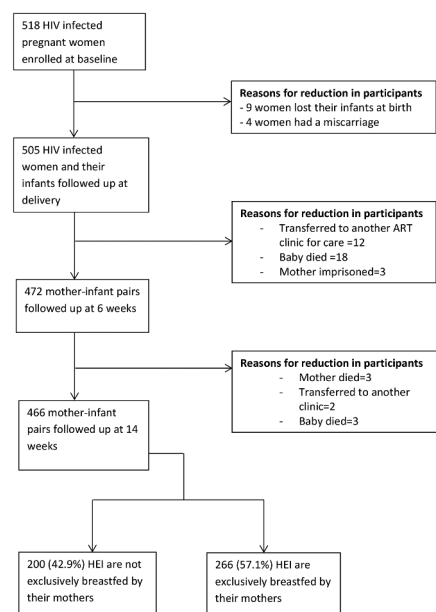 518 HIV infected
pregnant women
enrolled at baseline
Reasons for reduction in participants
- 9 women lost their infants at birth
- 4 women had a miscarriage
505 HIV infected
women and their
infants followed up at
delivery
Reasons for reduction in participants
- Transferred to another ART
clinic for care =12
- Baby died =18
- Mother imprisoned=3
472 mother-infant pairs
followed up at 6 weeks
Reasons for reduction in participants
- Mother died=3
- Transferred to another
clinic=2
- Baby died=3
466 mother-infant
pairs followed up at 14
weeks
200 (42.9%) HEI are not
exclusively breastfed by
their mothers
266 (57.1%) HEI are
exclusively breastfed by
their mothers